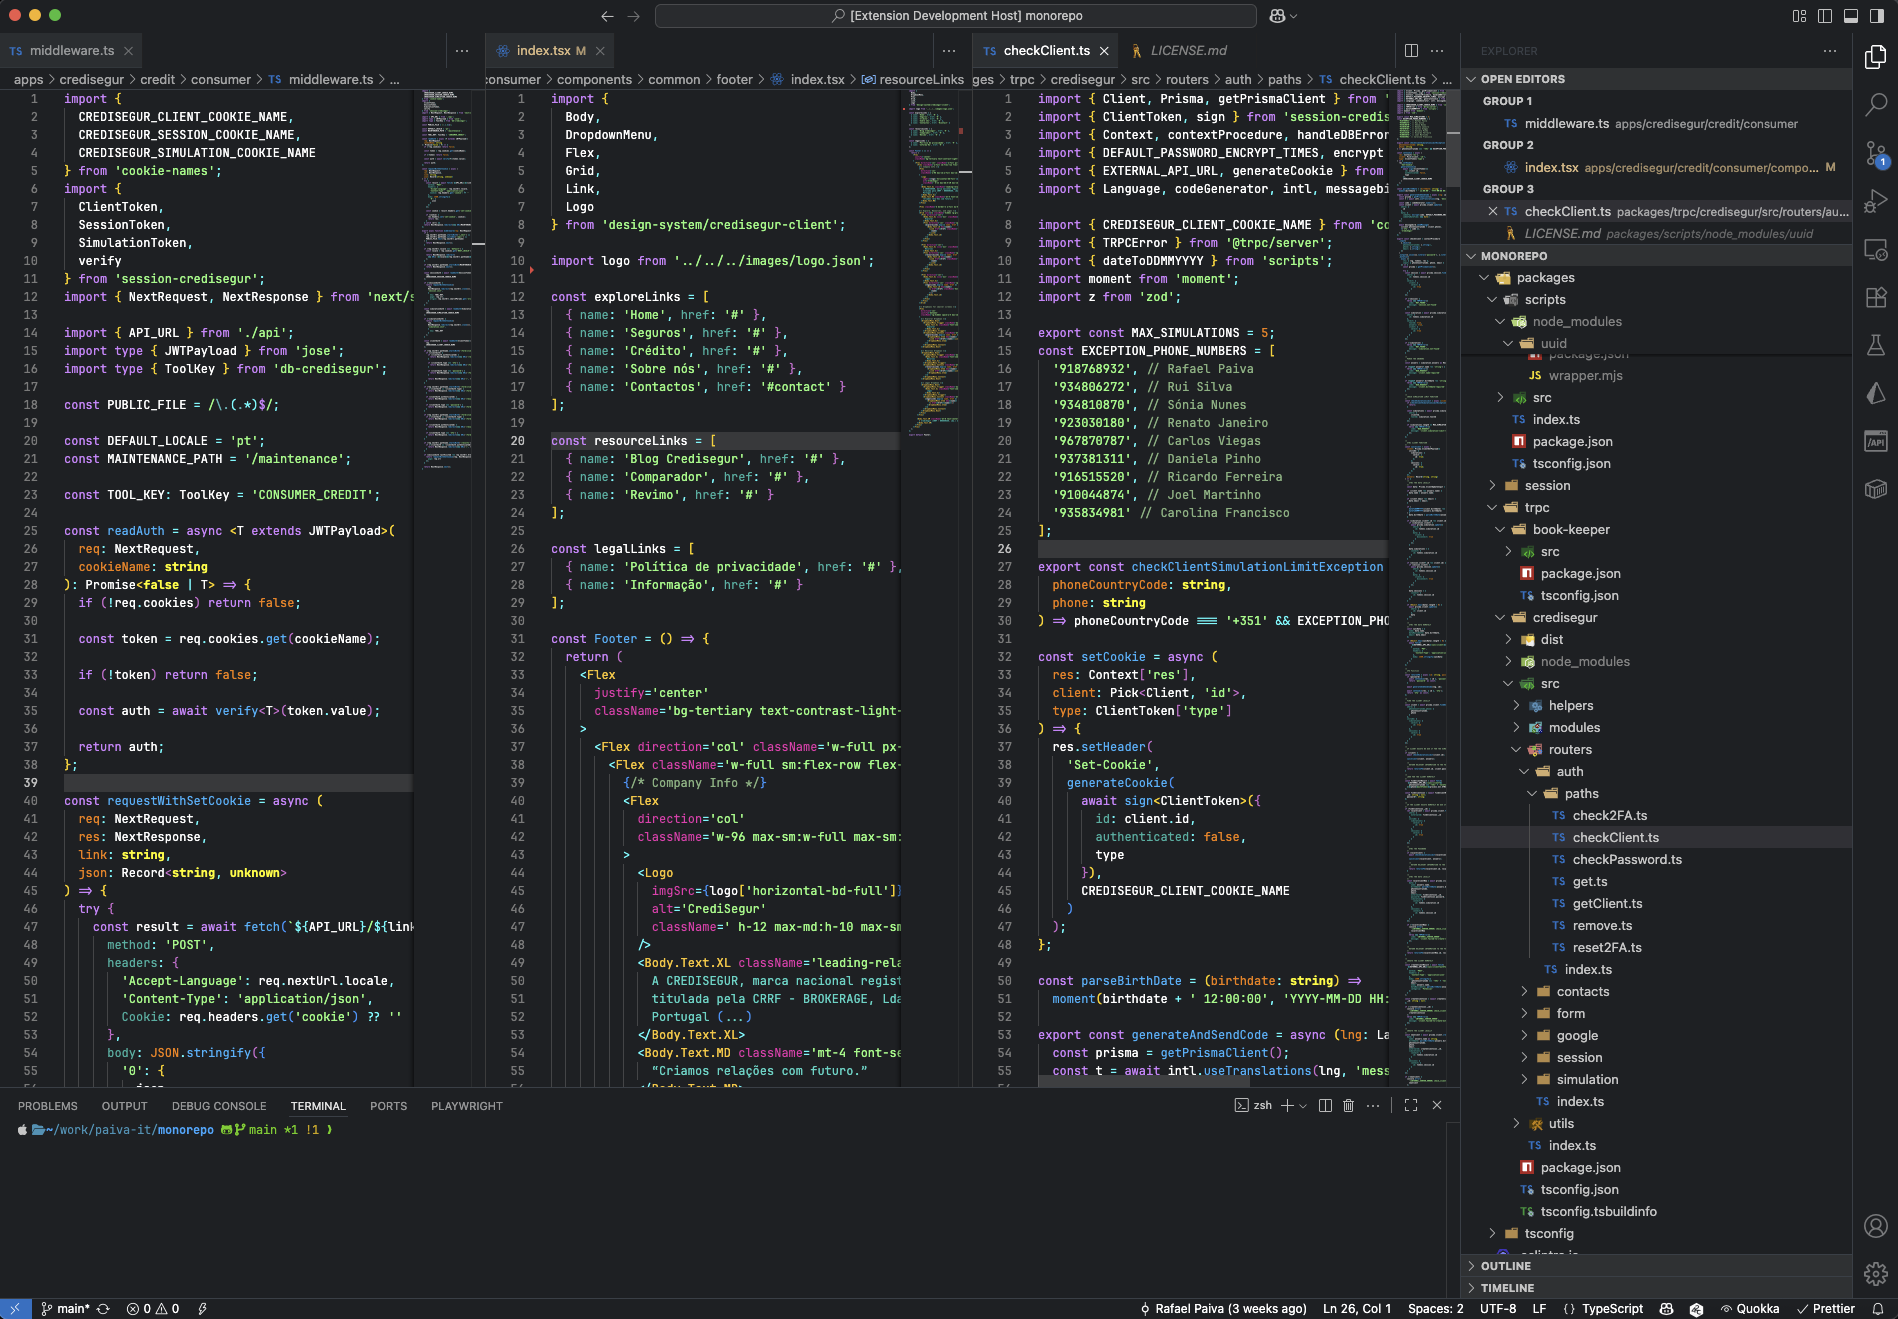 [Extension Development Host] monorepo
TS middleware.ts
index.tsx M
TS checkClient.ts
LICENSE.md
EXPLORER
apps > credisegur > credit > consumer > TS middleware.ts > ...
consumer > components > common > footer > index.tsx > resourceLinks
ges > trpc > credisegur > src > routers > auth > paths > TS checkClient.ts > ...
1 import {
2 CREDISEGUR_CLIENT_COOKIE_NAME,
3 CREDISEGUR_SESSION_COOKIE_NAME,
4 CREDISEGUR_SIMULATION_COOKIE_NAME
5 } from 'cookie-names';
6 import {
7 ClientToken,
8 SessionToken,
9 SimulationToken,
10 verify
11 } from 'session-credisegur';
12 import { NextRequest, NextResponse } from 'next/s
13
14 import { API_URL } from './api';
15 import type { JWTPayload } from 'jose';
16 import type { ToolKey } from 'db-credisegur';
17
18 const PUBLIC_FILE = /\.(.*)$/;
19
20 const DEFAULT_LOCALE = 'pt';
21 const MAINTENANCE_PATH = '/maintenance';
22
23 const TOOL_KEY: ToolKey = 'CONSUMER_CREDIT';
24
25 const readAuth = async <T extends JWTPayload>(
26 req: NextRequest,
27 cookieName: string
28 ): Promise<false | T> => {
29 if (!req.cookies) return false;
30
31 const token = req.cookies.get(cookieName);
32
33 if (!token) return false;
34
35 const auth = await verify<T>(token.value);
36
37 return auth;
38 };
39
40 const requestWithSetCookie = async (
41 req: NextRequest,
42 res: NextResponse,
43 link: string,
44 json: Record<string, unknown>
45 ) => {
46 try {
47 const result = await fetch(`${API_URL}/${link
48 method: 'POST',
49 headers: {
50 'Accept-Language': req.nextUrl.locale,
51 'Content-Type': 'application/json',
52 Cookie: req.headers.get('cookie') ?? ''
53 },
54 body: JSON.stringify({
55 '0': {
1 import {
2 Body,
3 DropdownMenu,
4 Flex,
5 Grid,
6 Link,
7 Logo
8 } from 'design-system/credisegur-client';
9
10 import logo from '../../../images/logo.json';
11
12 const exploreLinks = [
13 { name: 'Home', href: '#' },
14 { name: 'Seguros', href: '#' },
15 { name: 'Crédito', href: '#' },
16 { name: 'Sobre nós', href: '#' },
17 { name: 'Contactos', href: '#contact' }
18 ];
19
20 const resourceLinks = [
21 { name: 'Blog Credisegur', href: '#' },
22 { name: 'Comparador', href: '#' },
23 { name: 'Revimo', href: '#' }
24 ];
25
26 const legalLinks = [
27 { name: 'Política de privacidade', href: '#' },
28 { name: 'Informação', href: '#' }
29 ];
30
31 const Footer = () => {
32 return (
33 <Flex
34 justify='center'
35 className='bg-tertiary text-contrast-light-
36 >
37 <Flex direction='col' className='w-full px-
38 <Flex className='w-full sm:flex-row flex-
39 {/* Company Info */}
40 <Flex
41 direction='col'
42 className='w-96 max-sm:w-full max-sm:
43 >
44 <Logo
45 imgSrc={logo['horizontal-bd-full']}
46 alt='CrediSegur'
47 className=' h-12 max-md:h-10 max-sm
48 />
49 <Body.Text.XL className='leading-rela
50 A CREDISEGUR, marca nacional regist
51 titulada pela CRRF - BROKERAGE, Lda
52 Portugal (...)
53 </Body.Text.XL>
54 <Body.Text.MD className='mt-4 font-se
55 “Criamos relações com futuro.”
56 </Body.Text.MD>
1 import { Client, Prisma, getPrismaClient } from '
2 import { ClientToken, sign } from 'session-credis
3 import { Context, contextProcedure, handleDBError
4 import { DEFAULT_PASSWORD_ENCRYPT_TIMES, encrypt
5 import { EXTERNAL_API_URL, generateCookie } from
6 import { Language, codeGenerator, intl, messagebi
7
8 import { CREDISEGUR_CLIENT_COOKIE_NAME } from 'co
9 import { TRPCError } from '@trpc/server';
10 import { dateToDDMMYYYY } from 'scripts';
11 import moment from 'moment';
12 import z from 'zod';
13
14 export const MAX_SIMULATIONS = 5;
15 const EXCEPTION_PHONE_NUMBERS = [
16 '918768932', // Rafael Paiva
17 '934806272', // Rui Silva
18 '934810870', // Sónia Nunes
19 '923030180', // Renato Janeiro
20 '967870787', // Carlos Viegas
21 '937381311', // Daniela Pinho
22 '916515520', // Ricardo Ferreira
23 '910044874', // Joel Martinho
24 '935834981' // Carolina Francisco
25 ];
26
27 export const checkClientSimulationLimitException
28 phoneCountryCode: string,
29 phone: string
30 ) => phoneCountryCode === '+351' && EXCEPTION_PHO
31
32 const setCookie = async (
33 res: Context['res'],
34 client: Pick<Client, 'id'>,
35 type: ClientToken['type']
36 ) => {
37 res.setHeader(
38 'Set-Cookie',
39 generateCookie(
40 await sign<ClientToken>({
41 id: client.id,
42 authenticated: false,
43 type
44 }),
45 CREDISEGUR_CLIENT_COOKIE_NAME
46 )
47 );
48 };
49
50 const parseBirthDate = (birthdate: string) =>
51 moment(birthdate + ' 12:00:00', 'YYYY-MM-DD HH:
52
53 export const generateAndSendCode = async (lng: La
54 const prisma = getPrismaClient();
55 const t = await intl.useTranslations(lng, 'mess
OPEN EDITORS
GROUP 1
TS middleware.ts apps/credisegur/credit/consumer
GROUP 2
index.tsx apps/credisegur/credit/consumer/compo... M
GROUP 3
TS checkClient.ts packages/trpc/credisegur/src/routers/au...
LICENSE.md packages/scripts/node_modules/uuid
MONOREPO
packages
scripts
node_modules
uuid
package.json
JS wrapper.mjs
src
TS index.ts
package.json
TS tsconfig.json
session
trpc
book-keeper
src
package.json
TS tsconfig.json
credisegur
dist
node_modules
src
helpers
modules
routers
auth
paths
TS check2FA.ts
TS checkClient.ts
TS checkPassword.ts
TS get.ts
TS getClient.ts
TS remove.ts
TS reset2FA.ts
TS index.ts
contacts
form
google
session
simulation
TS index.ts
utils
TS index.ts
package.json
TS tsconfig.json
TS tsconfig.tsbuildinfo
tsconfig
OUTLINE
TIMELINE
1
/API
PROBLEMS OUTPUT DEBUG CONSOLE TERMINAL PORTS PLAYWRIGHT
zsh
~/work/paiva-it/monorepo main *1 !1 ❯
main* 0 0
Rafael Paiva (3 weeks ago) Ln 26, Col 1 Spaces: 2 UTF-8 LF {} TypeScript Quokka Prettier